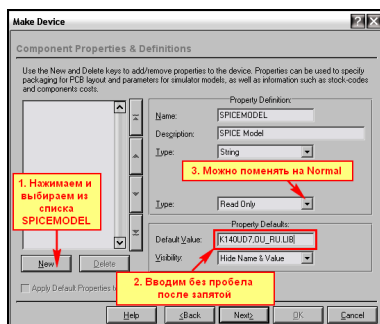 Make Device
Component Properties & Definitions
Use the New and Delete keys to add/remove properties to the device. Properties can be used to specify
packaging for PCB layout and parameters for simulator models, as well as information such as stock-codes
and components costs.
Property Definition:
Name:
SPICEMODEL
Description:
SPICE Model
Type:
String
3. Можно поменять на Normal
1. Нажимаем и
выбираем из
списка
SPICEMODEL
Type:
Read Only
Property Defaults:
Default Value:
K140UD7,OU_RU.LIB
Visibility:
Hide Name & Value
New
Delete
2. Вводим без пробела
после запятой
Apply Default Properties to
Help
<Back
Next>
OK
Cancel